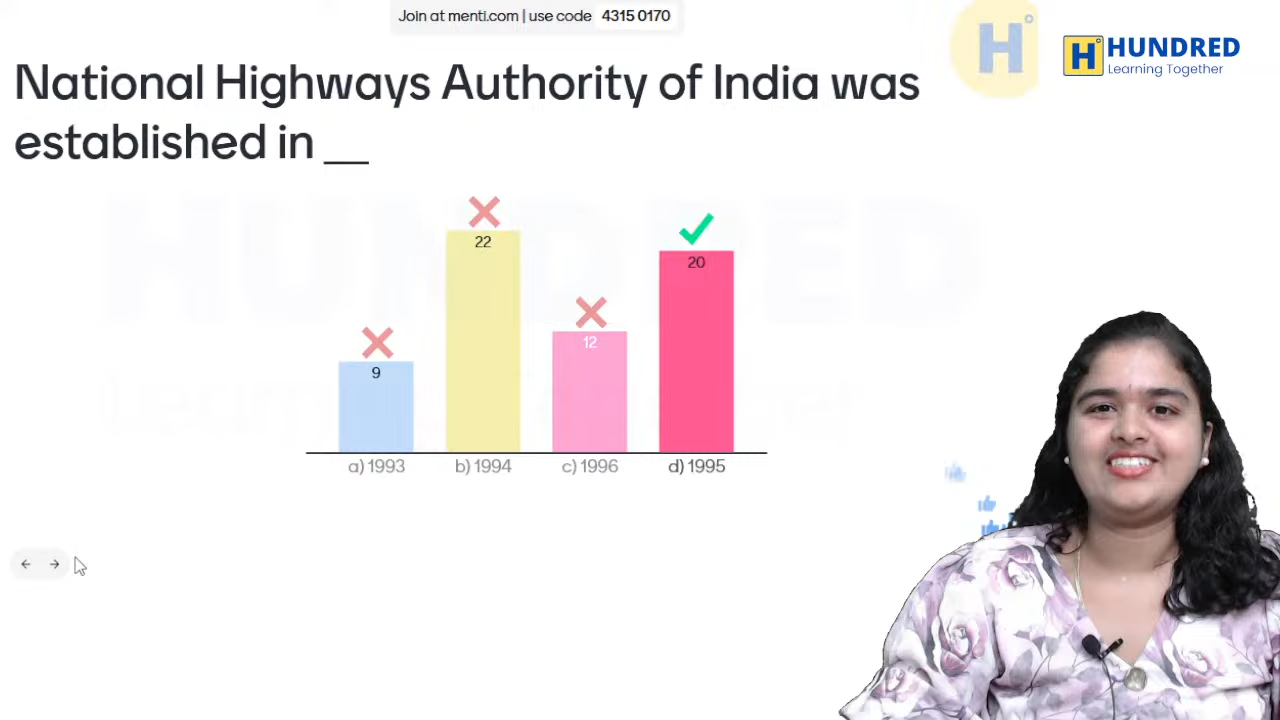 Join at menti.com | use code 4315 0170
H
H
HUNDRED
Learning Together
National Highways Authority of India was
established in __
HUNDRED
22
20
12
9
a) 1993
b) 1994
c) 1996
d) 1995